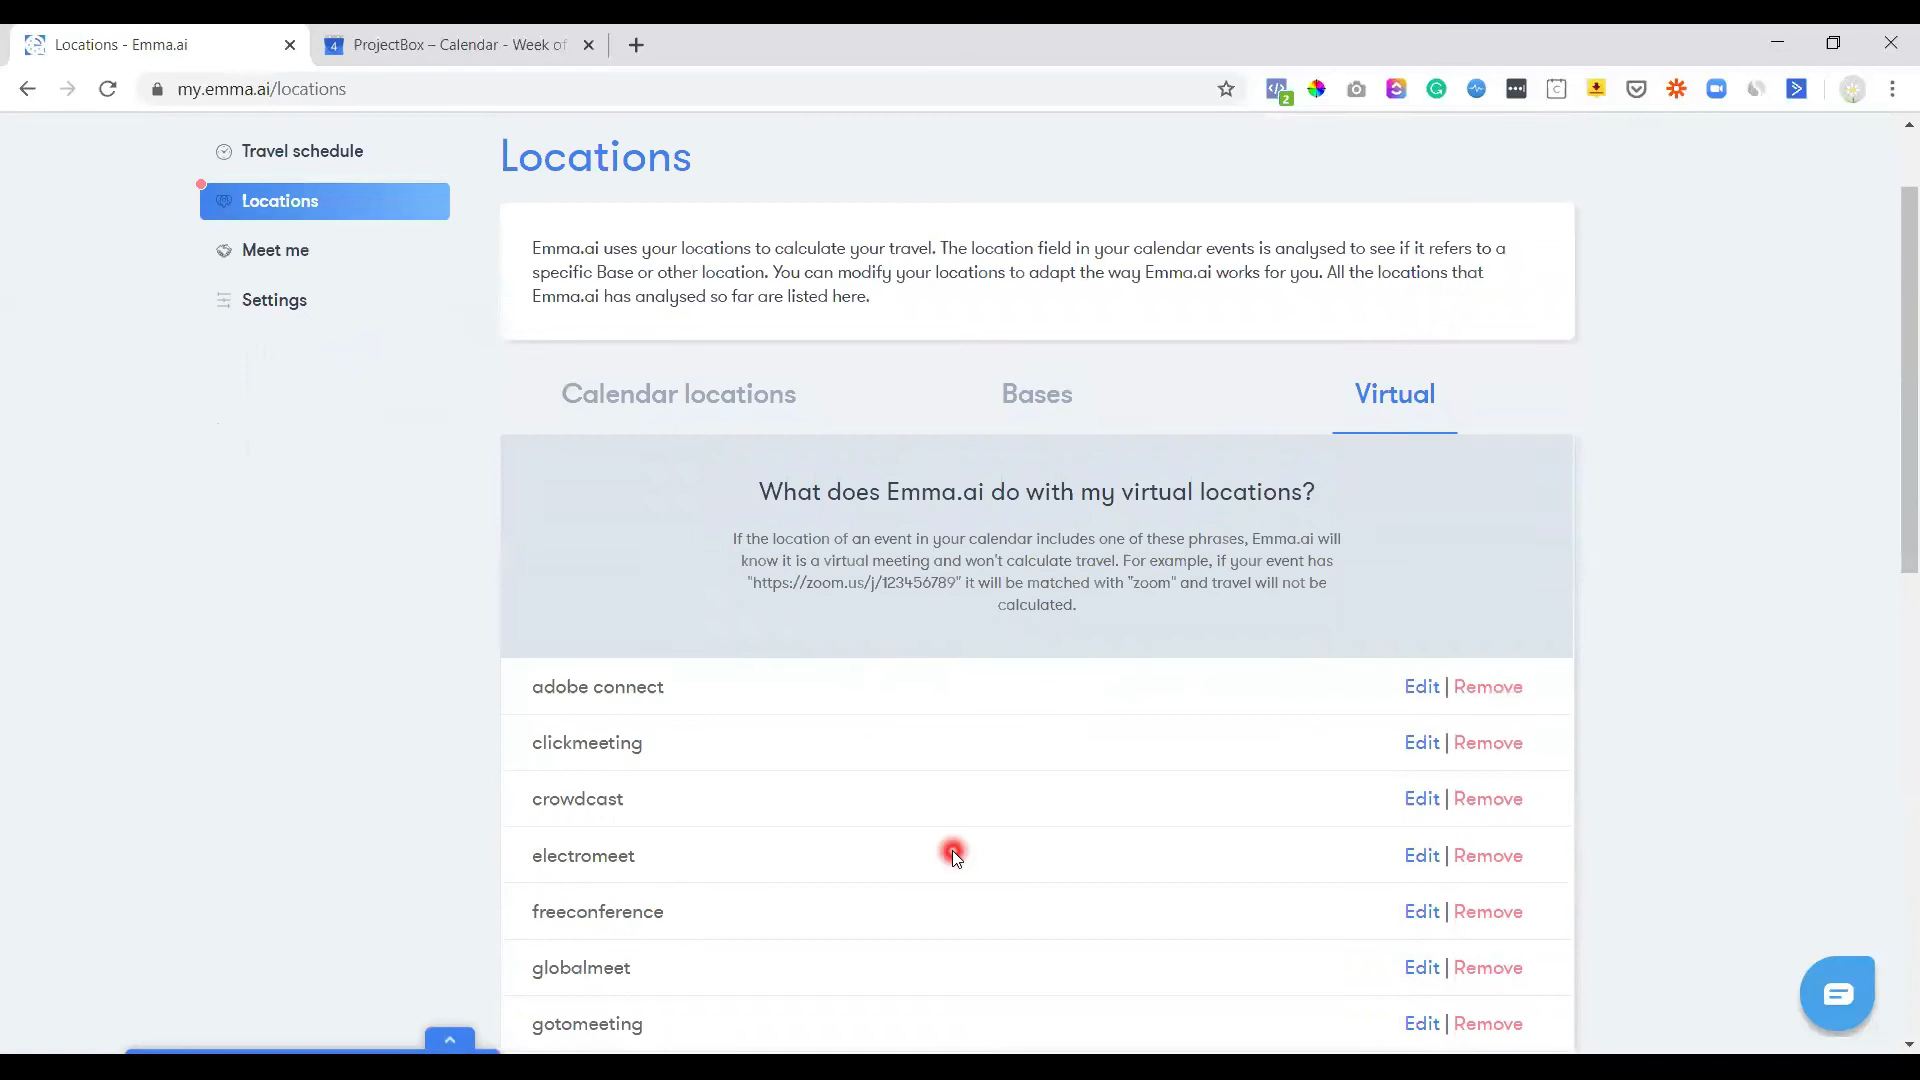 Locations - Emma.ai
4
ProjectBox – Calendar - Week of
my.emma.ai/locations
2
C
Travel schedule
Locations
Meet me
Settings
Locations
Emma.ai uses your locations to calculate your travel. The location field in your calendar events is analysed to see if it refers to a
specific Base or other location. You can modify your locations to adapt the way Emma.ai works for you. All the locations that
Emma.ai has analysed so far are listed here.
Calendar locations
Bases
Virtual
What does Emma.ai do with my virtual locations?
If the location of an event in your calendar includes one of these phrases, Emma.ai will
know it is a virtual meeting and won't calculate travel. For example, if your event has
"https://zoom.us/j/123456789" it will be matched with "zoom" and travel will not be
calculated.
adobe connect Edit | Remove
clickmeeting Edit | Remove
crowdcast Edit | Remove
electromeet Edit | Remove
freeconference Edit | Remove
globalmeet Edit | Remove
gotomeeting Edit | Remove